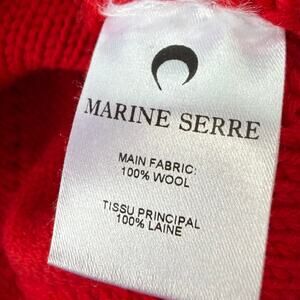 MARINE SERRE
MAIN FABRIC:
100% WOOL
TISSU PRINCIPAL
100% LAINE